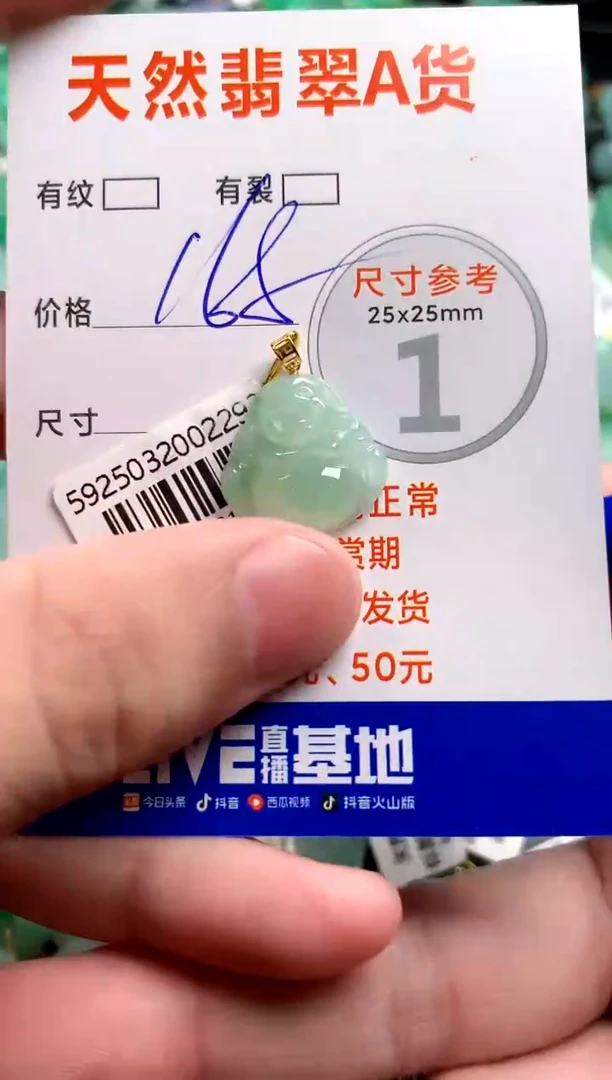 天然翡翠A货
有纹 有裂
价格 168
尺寸参考
25x25mm
1
尺寸
592503200229
正常
赏期
发货
、50元
LIVE 直播 基地
今日头条 抖音 西瓜视频 抖音火山版